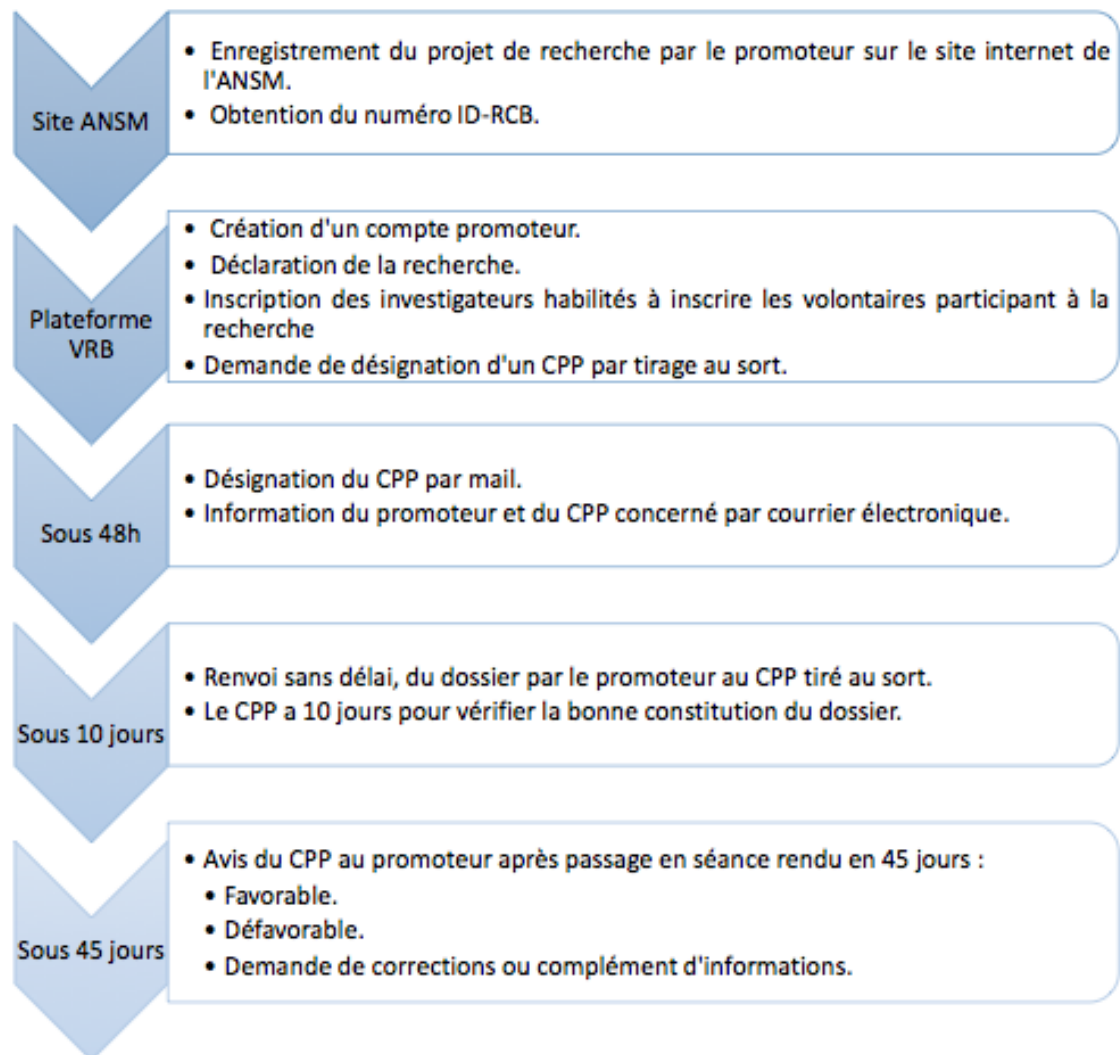 Site ANSM
• Enregistrement du projet de recherche par le promoteur sur le site internet de
l'ANSM.
• Obtention du numéro ID-RCB.
Plateforme
VRB
• Création d'un compte promoteur.
• Déclaration de la recherche.
• Inscription des investigateurs habilités à inscrire les volontaires participant à la
recherche
• Demande de désignation d'un CPP par tirage au sort.
Sous 48h
• Désignation du CPP par mail.
• Information du promoteur et du CPP concerné par courrier électronique.
Sous 10 jours
• Renvoi sans délai, du dossier par le promoteur au CPP tiré au sort.
• Le CPP a 10 jours pour vérifier la bonne constitution du dossier.
Sous 45 jours
• Avis du CPP au promoteur après passage en séance rendu en 45 jours :
• Favorable.
• Défavorable.
• Demande de corrections ou complément d'informations.